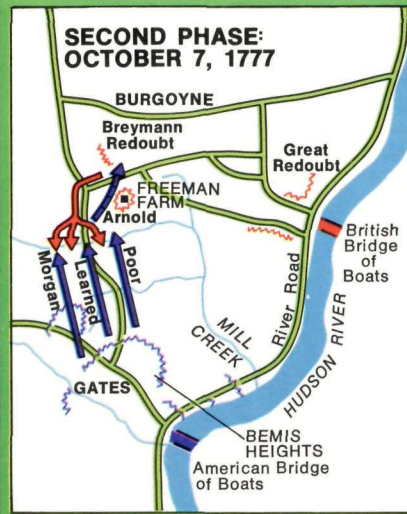 SECOND PHASE:
OCTOBER 7, 1777
BURGOYNE
Breymann
Redoubt
Great
Redoubt
FREEMAN
FARM
Arnold
British
Bridge
of
Boats
Morgan
Learned
Poor
River Road
MILL
CREEK
HUDSON RIVER
GATES
BEMIS
HEIGHTS
American Bridge
of Boats